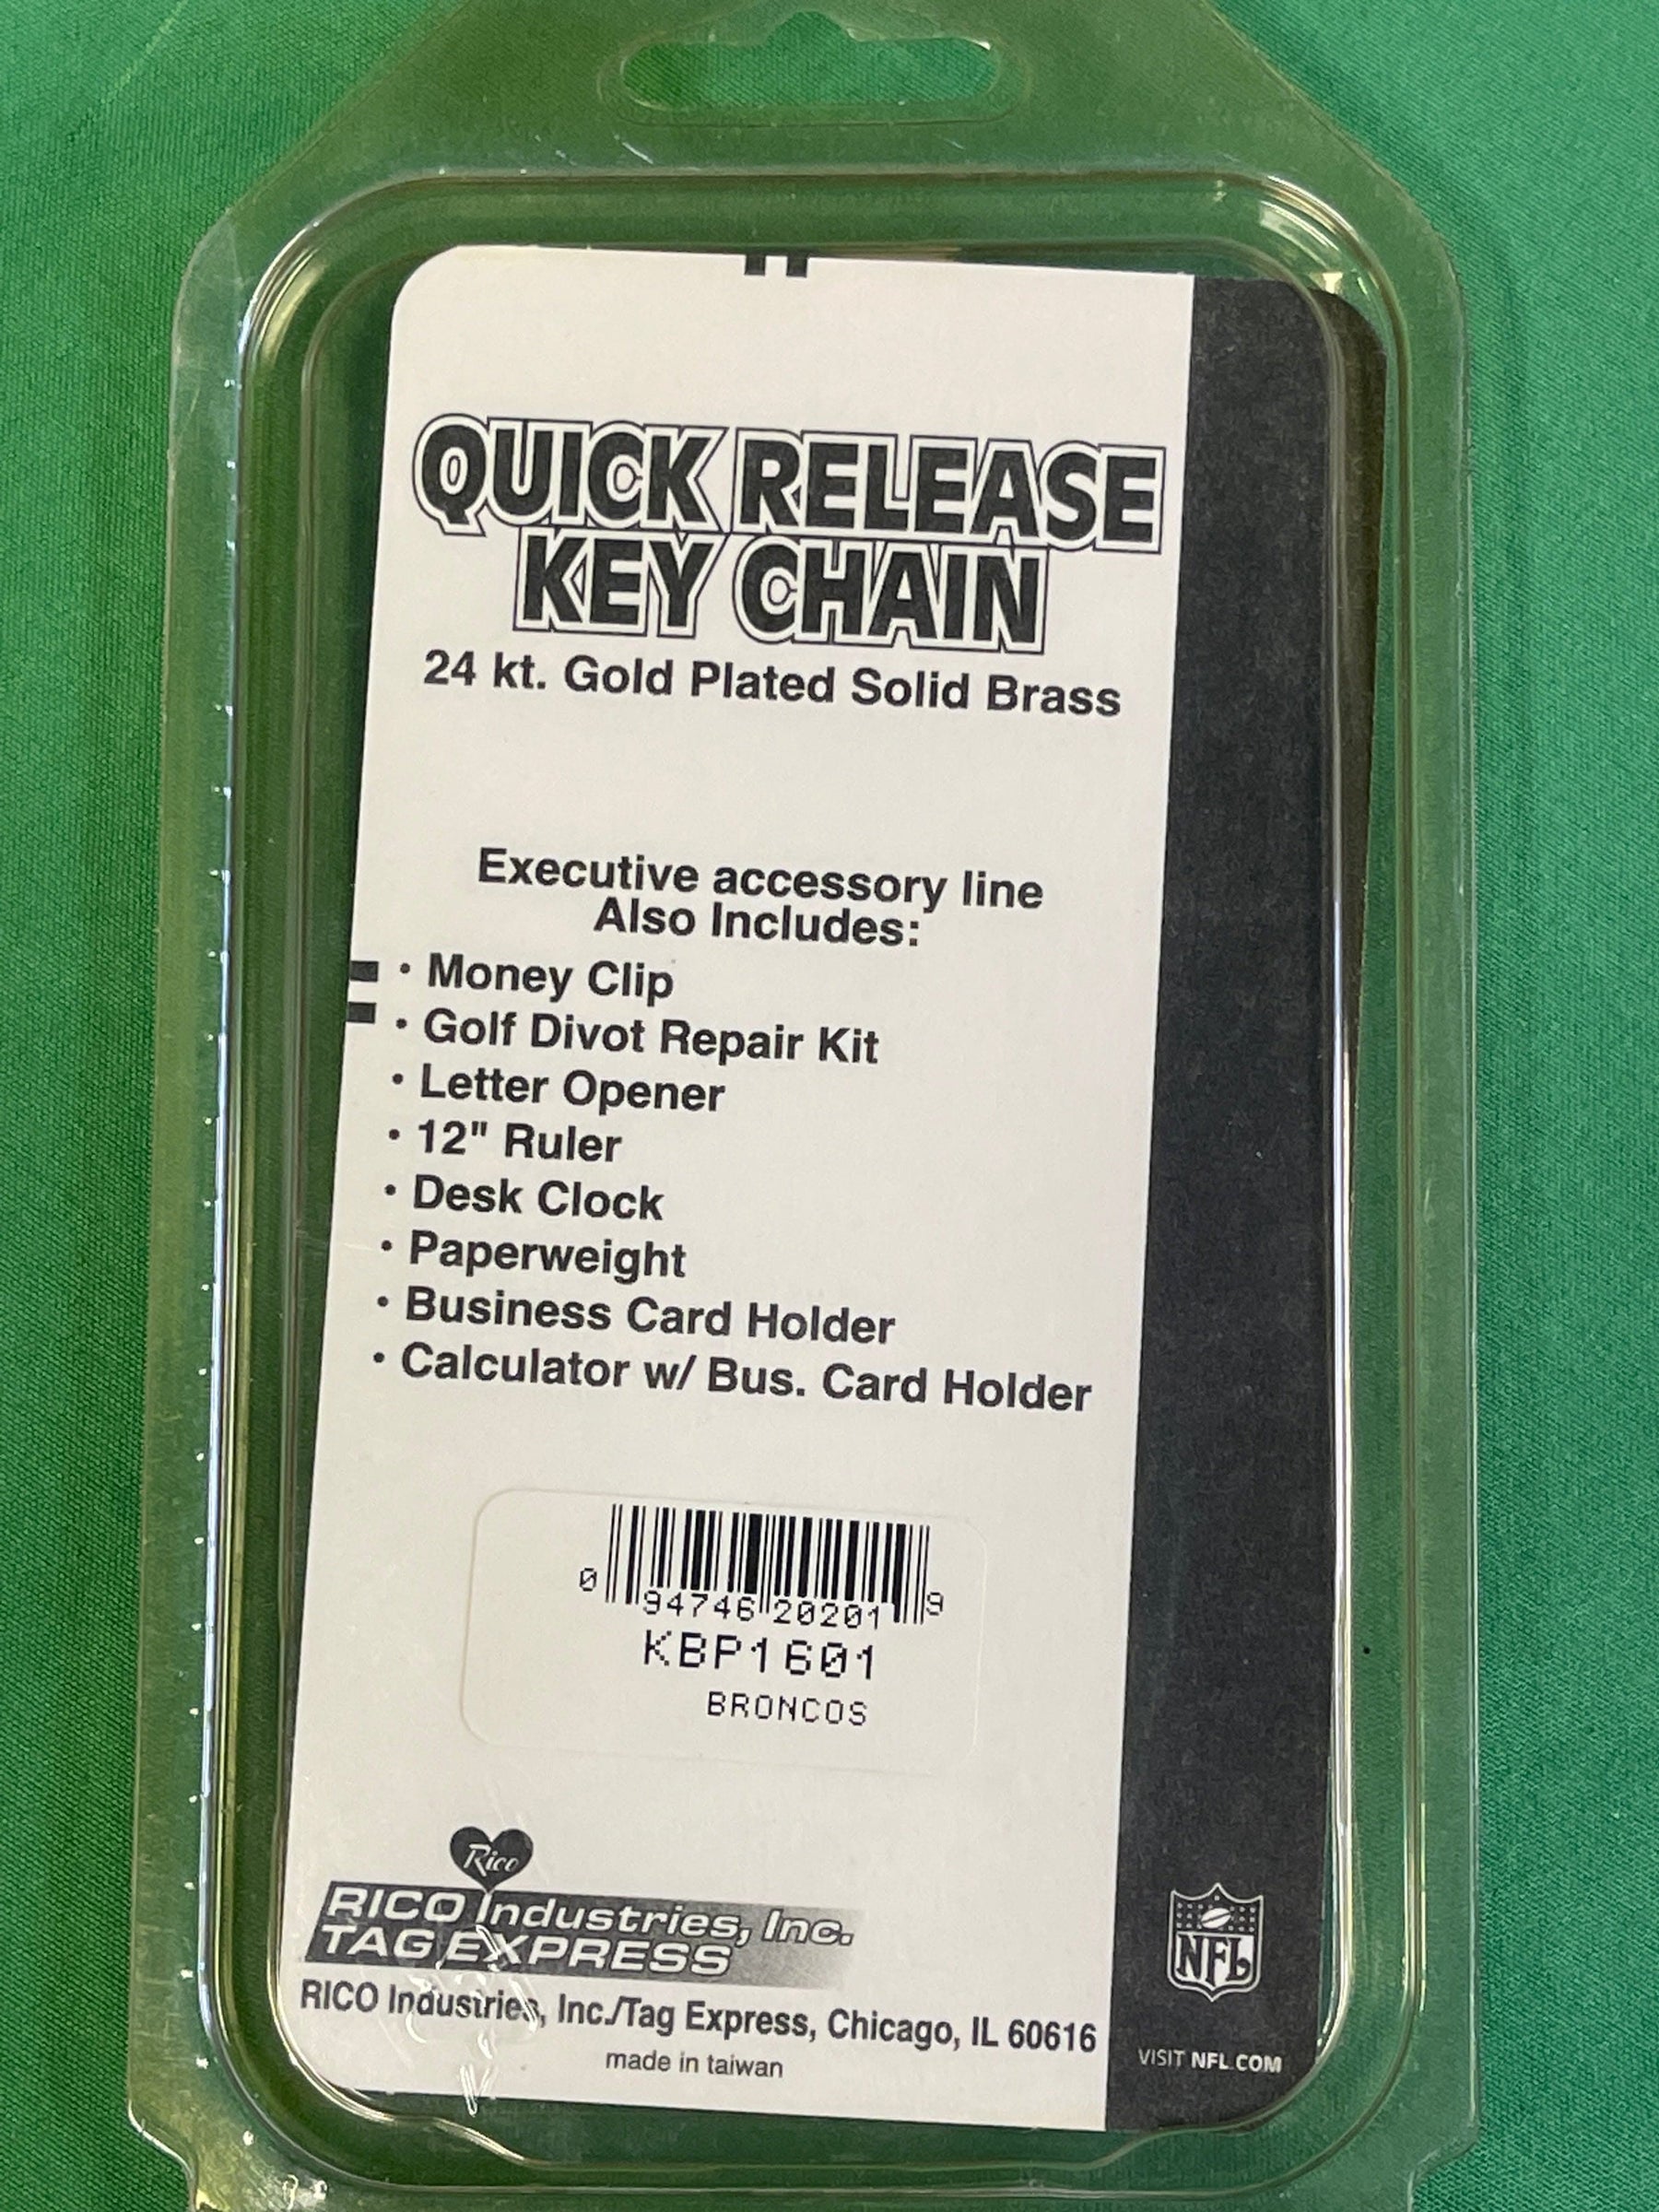 QUICK RELEASE
KEY CHAIN
24 kt. Gold Plated Solid Brass
Executive accessory line
Also Includes:
• Money Clip
• Golf Divot Repair Kit
• Letter Opener
• 12" Ruler
• Desk Clock
• Paperweight
• Business Card Holder
• Calculator w/ Bus. Card Holder
0 94746 20201 9
KBP1601
BRONCOS
Rico
RICO Industries, Inc.
TAG EXPRESS
RICO Industries, Inc./Tag Express, Chicago, IL 60616
made in taiwan
NFL
VISIT NFL.COM